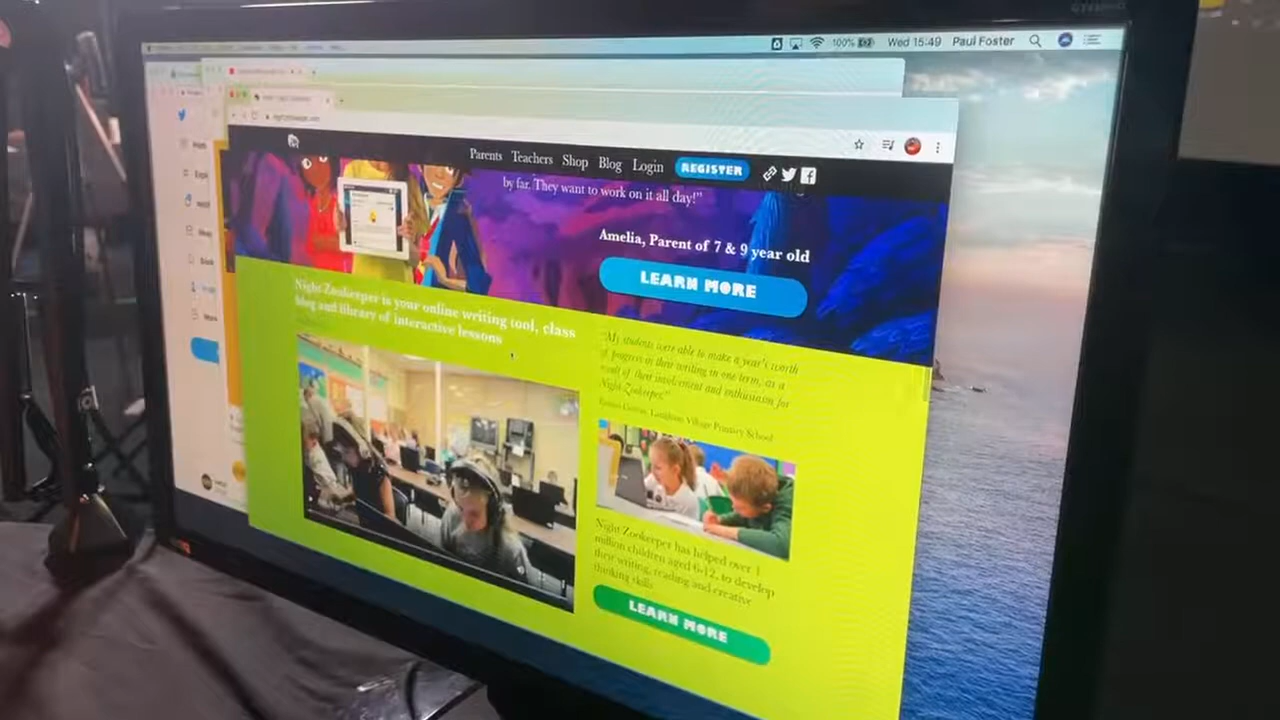 100%
Wed 15:49
Paul Foster
Parents
Teachers
Shop
Blog
Login
REGISTER
by far. They want to work on it all day!"
Amelia, Parent of 7 & 9 year old
LEARN MORE
Night Zookeeper is your online writing tool, class
blog and library of interactive lessons
"My students were able to make a year's worth
of progress in their writing in one term, as a
result of their involvement and enthusiasm for
Night Zookeeper."
Village Primary School
Night Zookeeper has helped over 1
million children aged 6-12, to develop
their writing, reading and creative
thinking skills
LEARN MORE